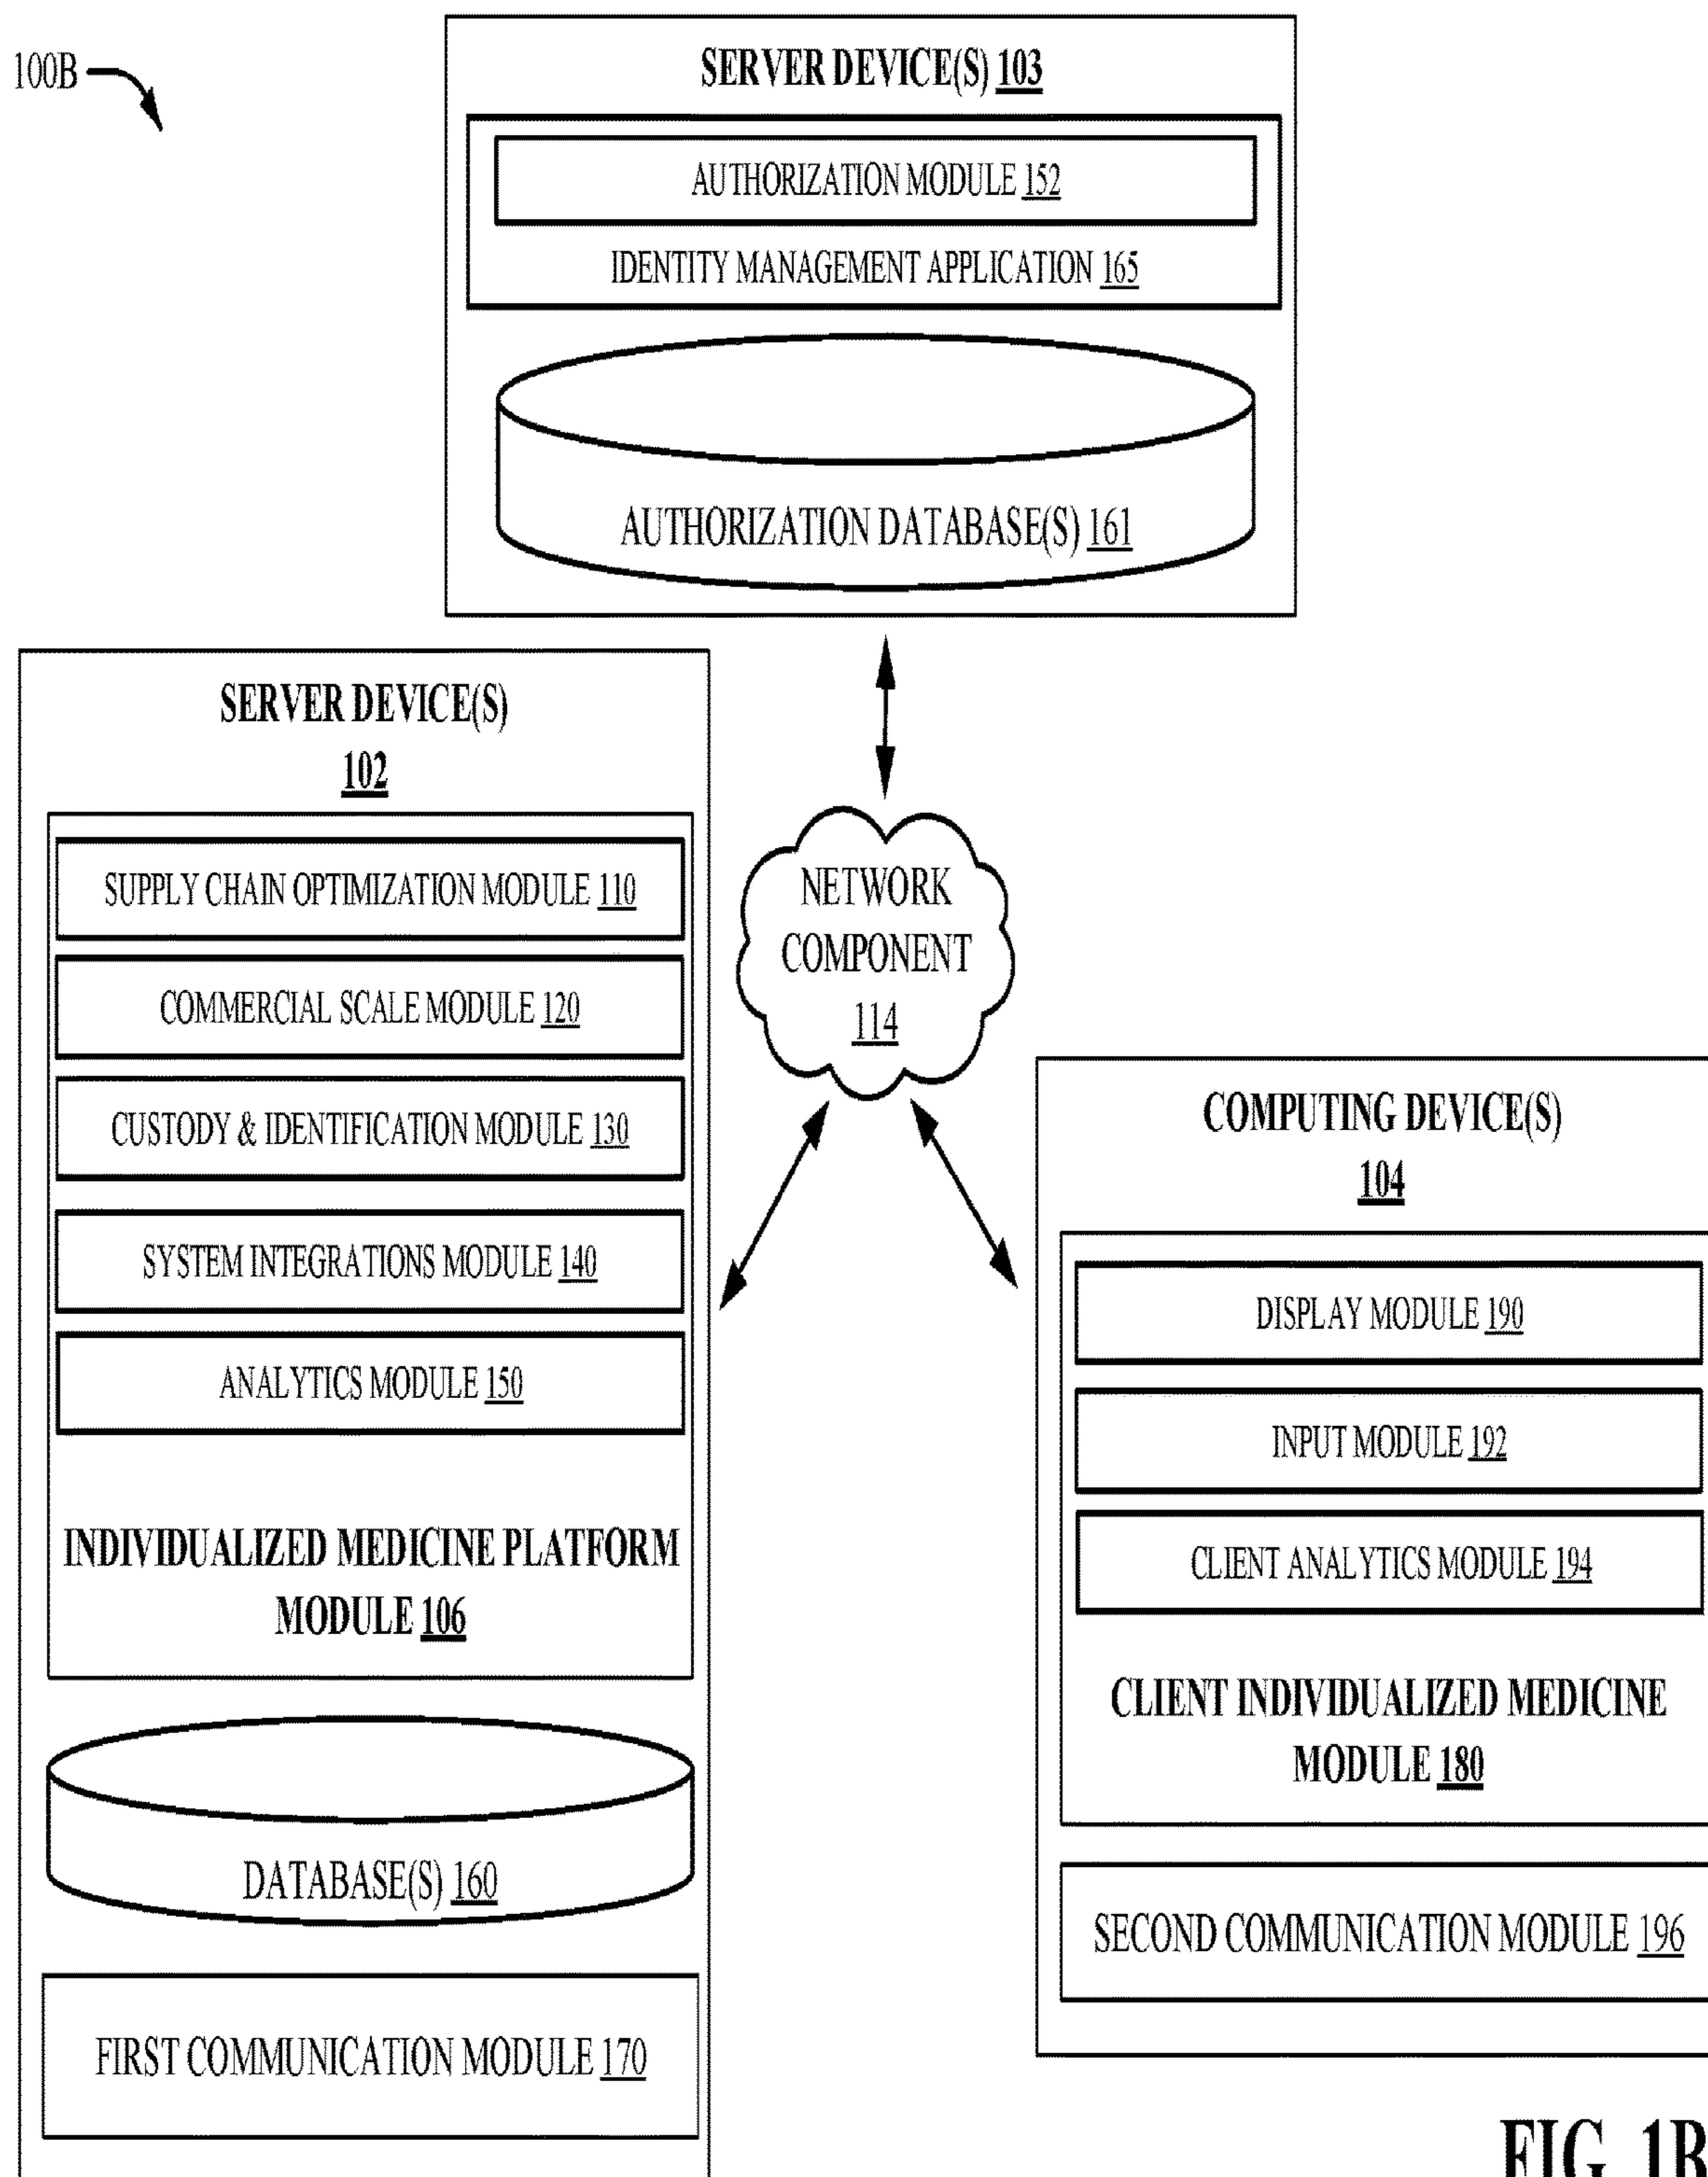 100B
SERVER DEVICE(S) 103
AUTHORIZATION MODULE 152
IDENTITY MANAGEMENT APPLICATION 165
AUTHORIZATION DATABASE(S) 161
SERVER DEVICE(S)
102
SUPPLY CHAIN OPTIMIZATION MODULE 110
COMMERCIAL SCALE MODULE 120
CUSTODY & IDENTIFICATION MODULE 130
SYSTEM INTEGRATIONS MODULE 140
ANALYTICS MODULE 150
INDIVIDUALIZED MEDICINE PLATFORM
MODULE 106
DATABASE(S) 160
FIRST COMMUNICATION MODULE 170
NETWORK
COMPONENT
114
COMPUTING DEVICE(S)
104
DISPLAY MODULE 190
INPUT MODULE 192
CLIENT ANALYTICS MODULE 194
CLIENT INDIVIDUALIZED MEDICINE
MODULE 180
SECOND COMMUNICATION MODULE 196
FIG. 1B